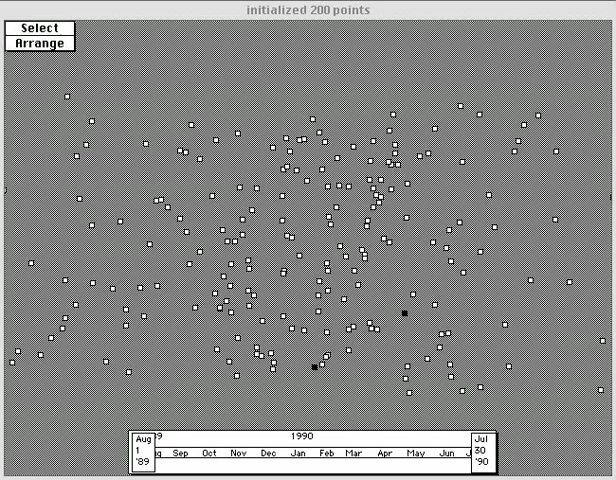 initialized 200 points
Select
Arrange
Aug
1
'89
9 1990
g Sep Oct Nov Dec Jan Feb Mar Apr May Jun J
Jul
30
'90